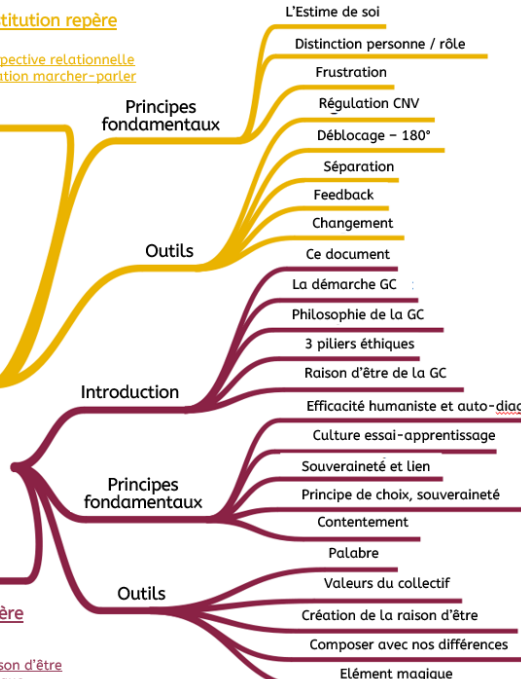 stitution repère
spective relationnelle
ation marcher-parler
L'Estime de soi
Distinction personne / rôle
Frustration
Principes
fondamentaux
Régulation CNV
Déblocage – 180°
Séparation
Feedback
Changement
Outils
Ce document
La démarche GC
Philosophie de la GC
3 piliers éthiques
Raison d'être de la GC
Introduction
Efficacité humaniste et auto-diag
Culture essai-apprentissage
Souveraineté et lien
Principe de choix, souveraineté
Contentement
Principes
fondamentaux
Palabre
Valeurs du collectif
Création de la raison d'être
Composer avec nos différences
Elément magique
Outils
ère
son d'être